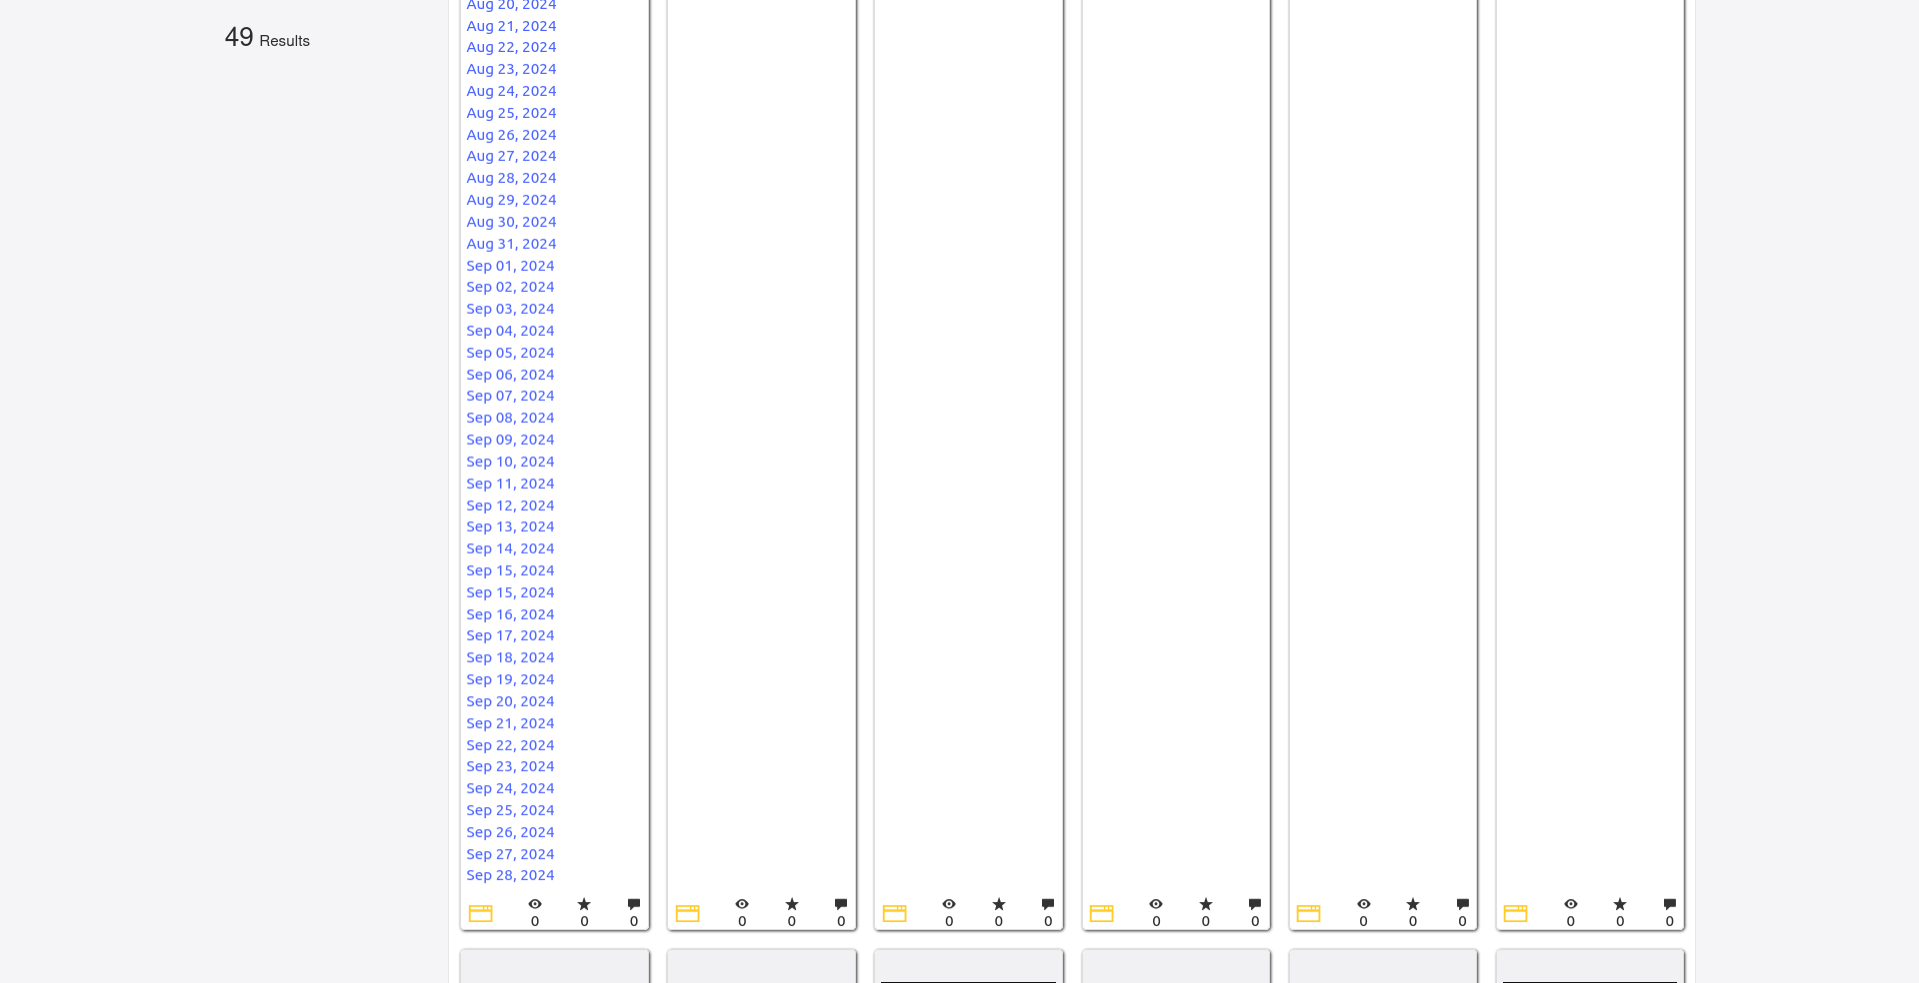 49 Results
Aug 20, 2024
Aug 21, 2024
Aug 22, 2024
Aug 23, 2024
Aug 24, 2024
Aug 25, 2024
Aug 26, 2024
Aug 27, 2024
Aug 28, 2024
Aug 29, 2024
Aug 30, 2024
Aug 31, 2024
Sep 01, 2024
Sep 02, 2024
Sep 03, 2024
Sep 04, 2024
Sep 05, 2024
Sep 06, 2024
Sep 07, 2024
Sep 08, 2024
Sep 09, 2024
Sep 10, 2024
Sep 11, 2024
Sep 12, 2024
Sep 13, 2024
Sep 14, 2024
Sep 15, 2024
Sep 15, 2024
Sep 16, 2024
Sep 17, 2024
Sep 18, 2024
Sep 19, 2024
Sep 20, 2024
Sep 21, 2024
Sep 22, 2024
Sep 23, 2024
Sep 24, 2024
Sep 25, 2024
Sep 26, 2024
Sep 27, 2024
Sep 28, 2024
0 0 0 0 0 0 0 0 0 0 0 0 0 0 0 0 0 0